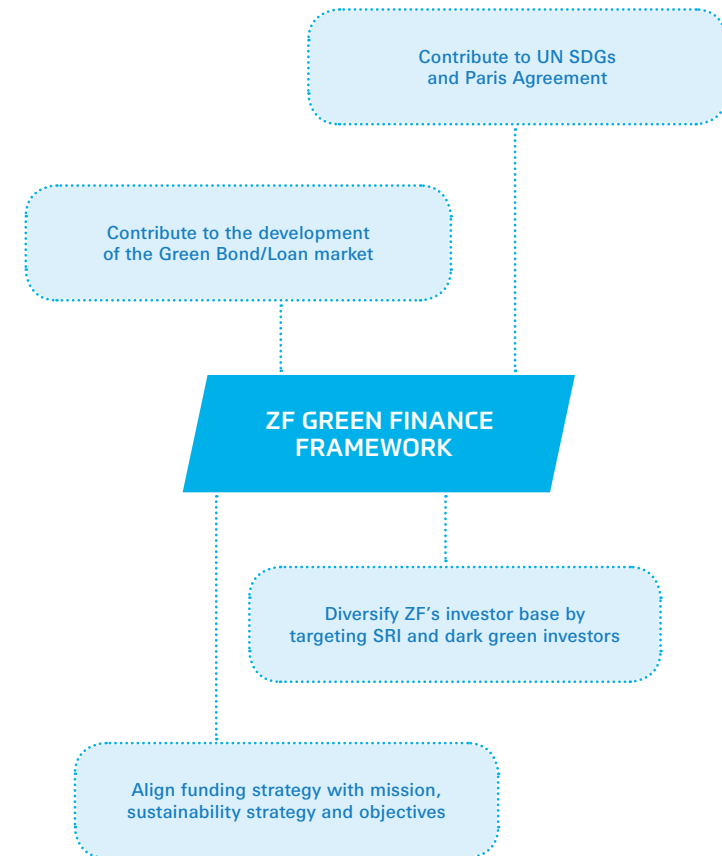 Contribute to UN SDGs
and Paris Agreement
Contribute to the development
of the Green Bond/Loan market
ZF GREEN FINANCE
FRAMEWORK
Diversify ZF's investor base by
targeting SRI and dark green investors
Align funding strategy with mission,
sustainability strategy and objectives